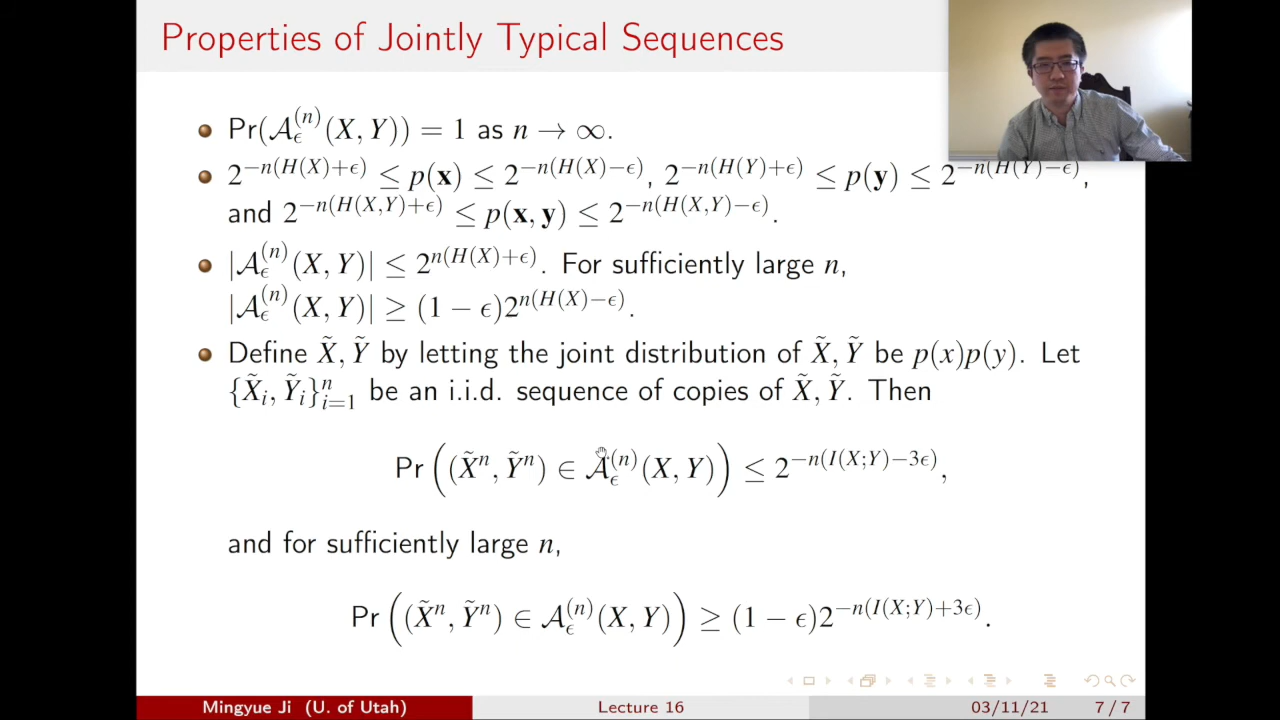 Properties of Jointly Typical Sequences
Pr(𝒜_ϵ^(n)(X, Y)) = 1 as n → ∞.
2^{−n(H(X)+ϵ)} ≤ p(𝐱) ≤ 2^{−n(H(X)−ϵ)}, 2^{−n(H(Y)+ϵ)} ≤ p(𝐲) ≤ 2^{−n(H(Y)−ϵ)},
and 2^{−n(H(X,Y)+ϵ)} ≤ p(𝐱, 𝐲) ≤ 2^{−n(H(X,Y)−ϵ)}.
|𝒜_ϵ^(n)(X, Y)| ≤ 2^{n(H(X)+ϵ)}. For sufficiently large n,
|𝒜_ϵ^(n)(X, Y)| ≥ (1 − ϵ)2^{n(H(X)−ϵ)}.
Define X̃, Ỹ by letting the joint distribution of X̃, Ỹ be p(x)p(y). Let
{X̃_i, Ỹ_i}_{i=1}^n be an i.i.d. sequence of copies of X̃, Ỹ. Then
Pr((X̃^n, Ỹ^n) ∈ 𝒜_ϵ^(n)(X, Y)) ≤ 2^{−n(I(X;Y)−3ϵ)},
and for sufficiently large n,
Pr((X̃^n, Ỹ^n) ∈ 𝒜_ϵ^(n)(X, Y)) ≥ (1 − ϵ)2^{−n(I(X;Y)+3ϵ)}.
Mingyue Ji (U. of Utah) Lecture 16 03/11/21 7 / 7